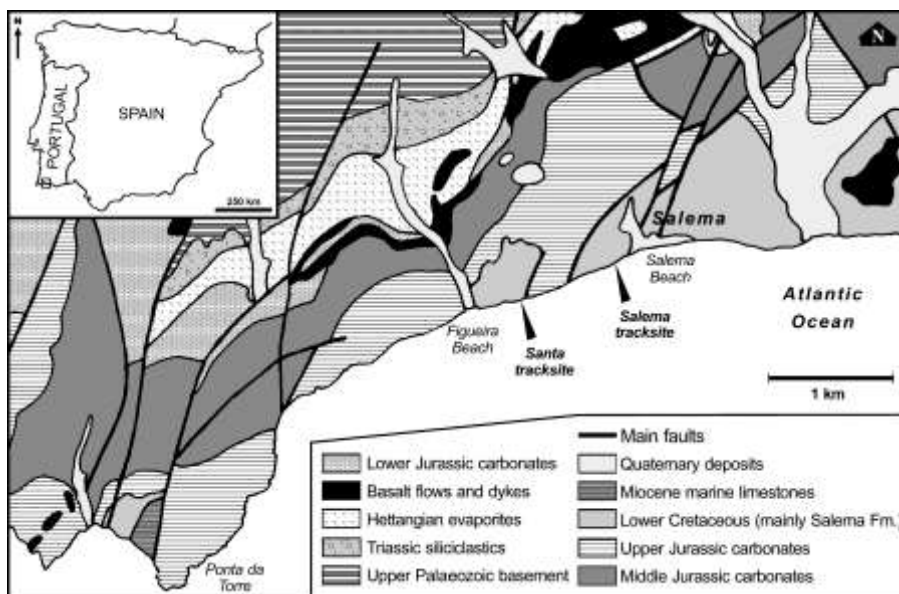 N
PORTUGAL
SPAIN
250 km
N
Salema
Salema
Beach
Figueira
Beach
Santa
tracksite
Salema
tracksite
Atlantic
Ocean
1 km
Ponta da
Torre
Lower Jurassic carbonates
Basalt flows and dykes
Hettangian evaporites
Triassic siliciclastics
Upper Palaeozoic basement
Main faults
Quaternary deposits
Miocene marine limestones
Lower Cretaceous (mainly Salema Fm.)
Upper Jurassic carbonates
Middle Jurassic carbonates